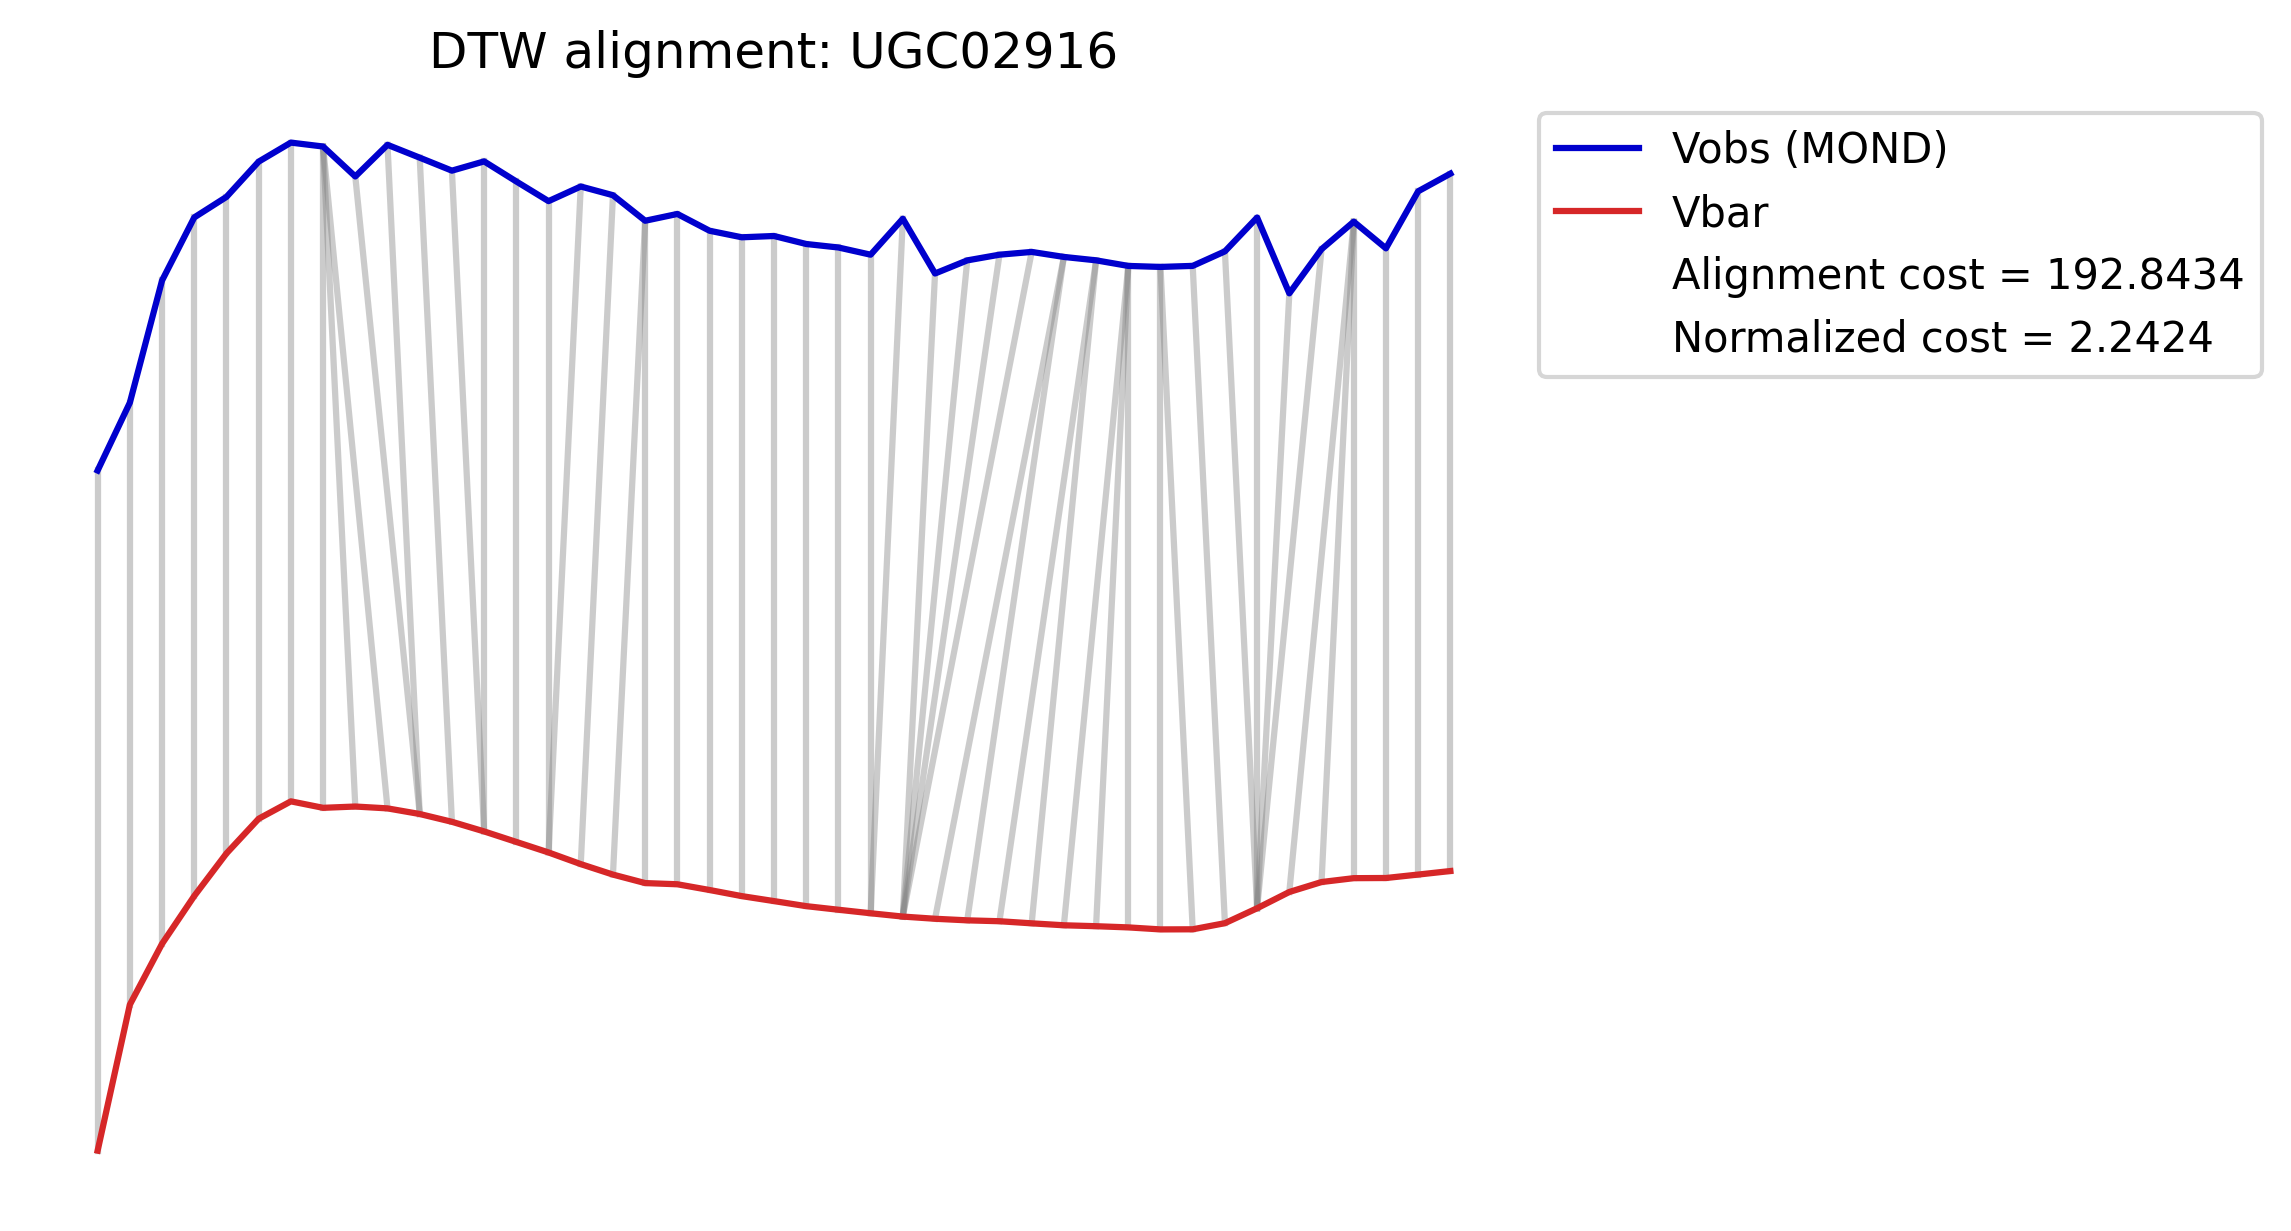 DTW alignment: UGC02916
Vobs (MOND)
Vbar
Alignment cost = 192.8434
Normalized cost = 2.2424